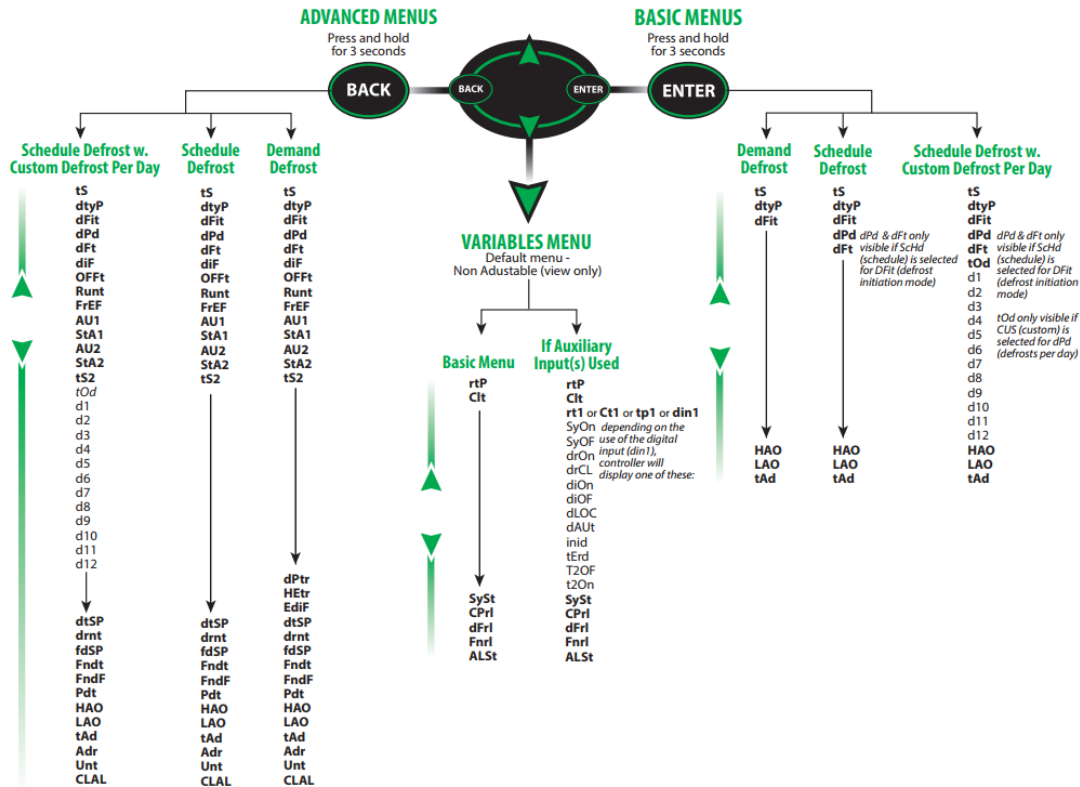 ADVANCED MENUS
Press and hold
for 3 seconds
BACK
BACK
ENTER
BASIC MENUS
Press and hold
for 3 seconds
ENTER
Schedule Defrost w.
Custom Defrost Per Day
tS
dtyP
dFit
dPd
dFt
diF
OFFt
Runt
FrEF
AU1
StA1
AU2
StA2
tS2
tOd
d1
d2
d3
d4
d5
d6
d7
d8
d9
d10
d11
d12
dtSP
drnt
fdSP
Fndt
FndF
Pdt
HAO
LAO
tAd
Adr
Unt
CLAL
Schedule
Defrost
tS
dtyP
dFit
dPd
dFt
diF
OFFt
Runt
FrEF
AU1
StA1
AU2
StA2
tS2
dtSP
drnt
fdSP
Fndt
FndF
Pdt
HAO
LAO
tAd
Adr
Unt
CLAL
Demand
Defrost
tS
dtyP
dFit
dPd
dFt
diF
OFFt
Runt
FrEF
AU1
StA1
AU2
StA2
tS2
dPtr
HEtr
EdiF
dtSP
drnt
fdSP
Fndt
FndF
Pdt
HAO
LAO
tAd
Adr
Unt
CLAL
VARIABLES MENU
Default menu -
Non Adustable (view only)
Basic Menu
rtP
Clt
SySt
CPrl
dFrl
Fnrl
ALSt
If Auxiliary
Input(s) Used
rtP
Clt
rt1 or Ct1 or tp1 or din1
SyOn
SyOF
drOn
drCL
diOn
diOF
dLOC
dAUt
inid
tErd
T2OF
t2On
SySt
CPrl
dFrl
Fnrl
ALSt
depending on the
use of the digital
input (din1),
controller will
display one of these:
Demand
Defrost
tS
dtyP
dFit
HAO
LAO
tAd
Schedule
Defrost
tS
dtyP
dFit
dPd
dFt
HAO
LAO
tAd
dPd & dFt only
visible if ScHd
(schedule) is selected
for DFit (defrost
initiation mode)
Schedule Defrost w.
Custom Defrost Per Day
tS
dtyP
dFit
dPd
dFt
tOd
d1
d2
d3
d4
d5
d6
d7
d8
d9
d10
d11
d12
HAO
LAO
tAd
dPd & dFt only
visible if ScHd
(schedule) is
selected for DFit
(defrost initiation
mode)
tOd only visible if
CUS (custom) is
selected for dPd
(defrosts per day)